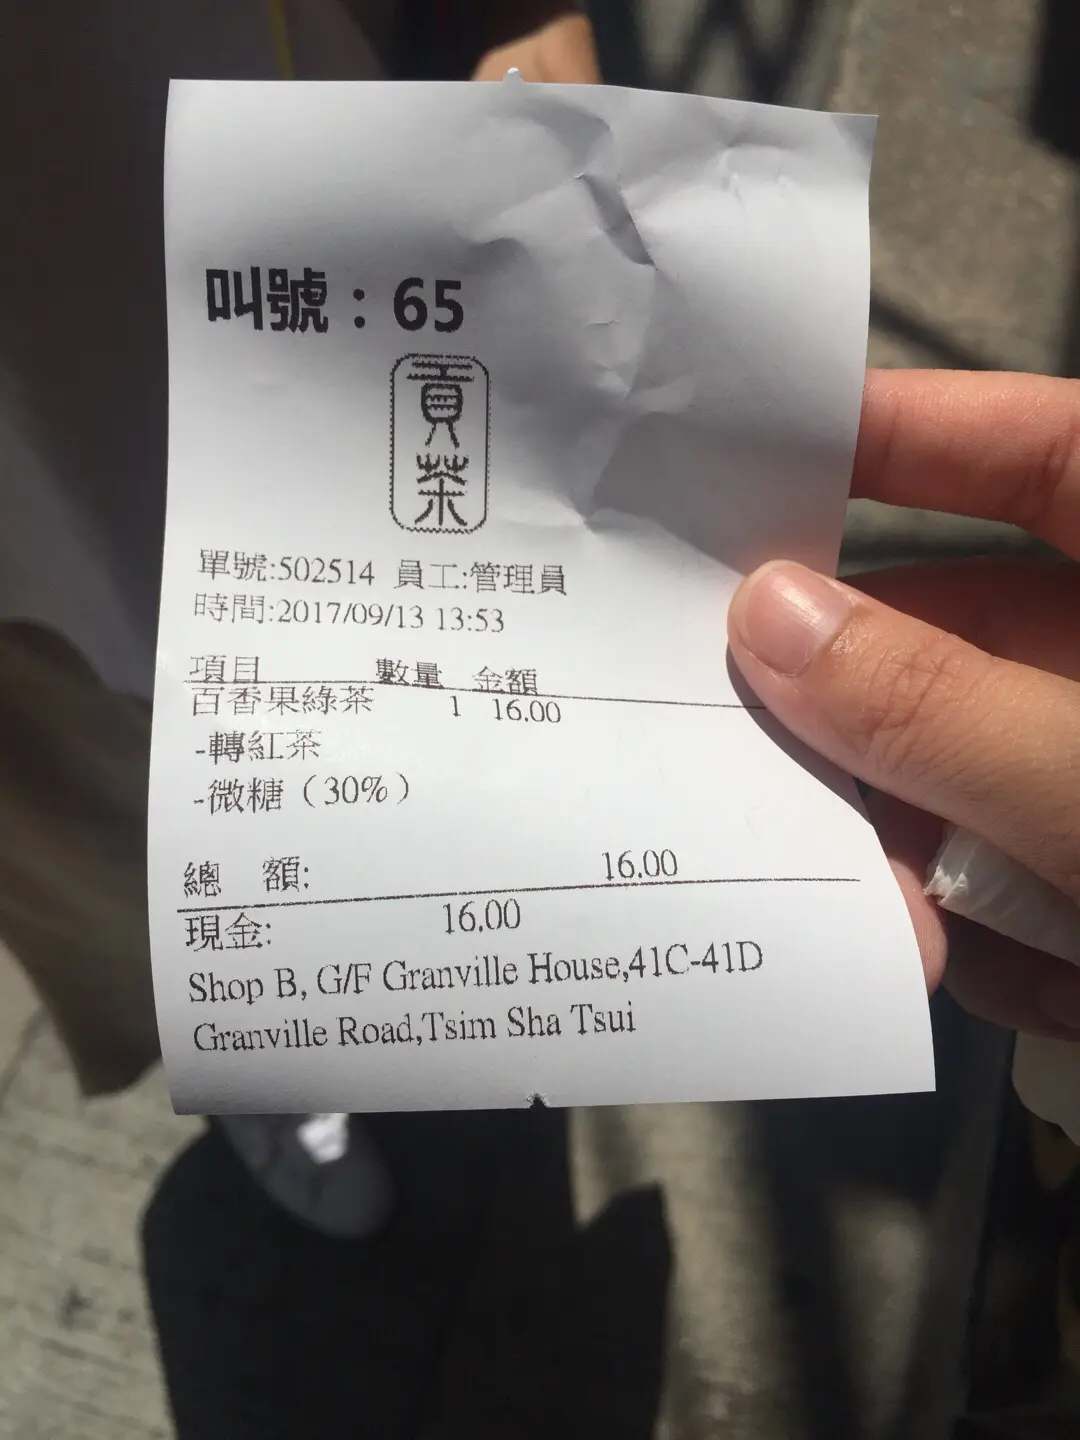 叫號：65
貢茶
單號:502514 員工:管理員
時間:2017/09/13 13:53
項目 數量 金額
百香果綠茶 1 16.00
-轉紅茶
-微糖（30%）
總 額: 16.00
現金: 16.00
Shop B, G/F Granville House,41C-41D
Granville Road,Tsim Sha Tsui